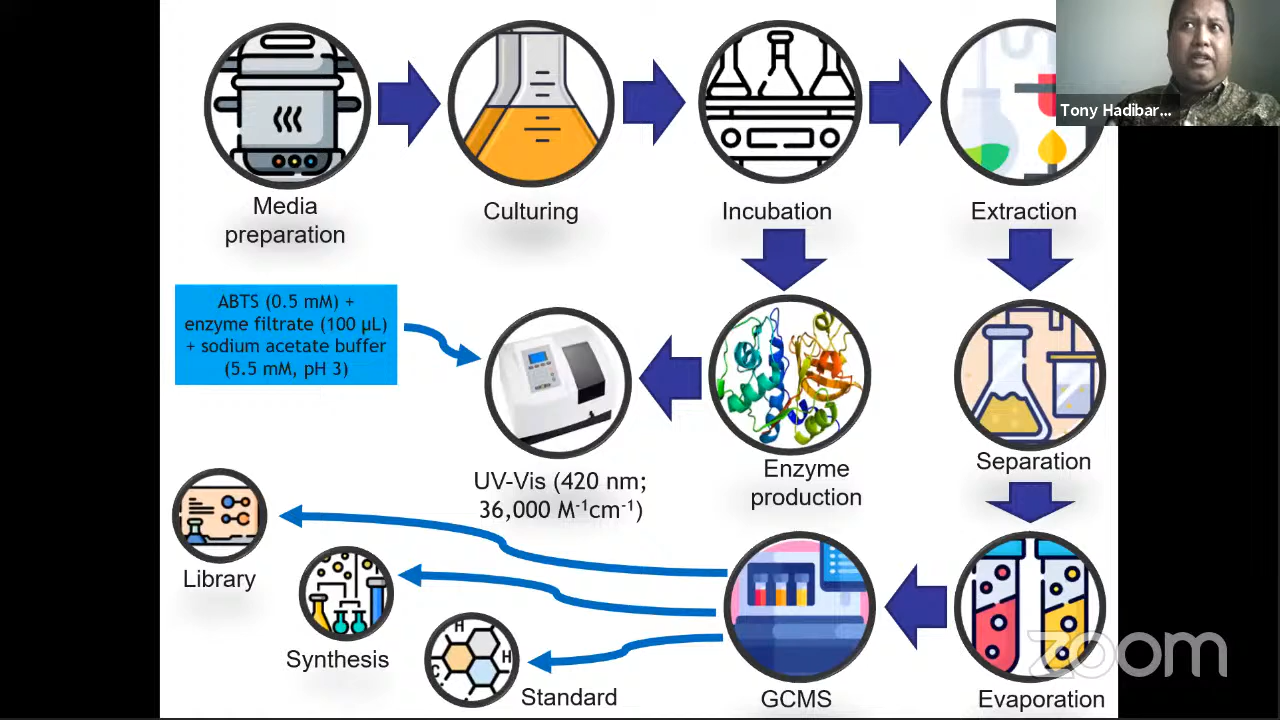 Tony Hadibar...
Media
preparation
Culturing
Incubation
Extraction
ABTS (0.5 mM) +
enzyme filtrate (100 µL)
+ sodium acetate buffer
(5.5 mM, pH 3)
UV-Vis (420 nm;
36,000 M⁻¹cm⁻¹)
Enzyme
production
Separation
Library
Synthesis
H
H
C
Standard
GCMS
Evaporation
zoom